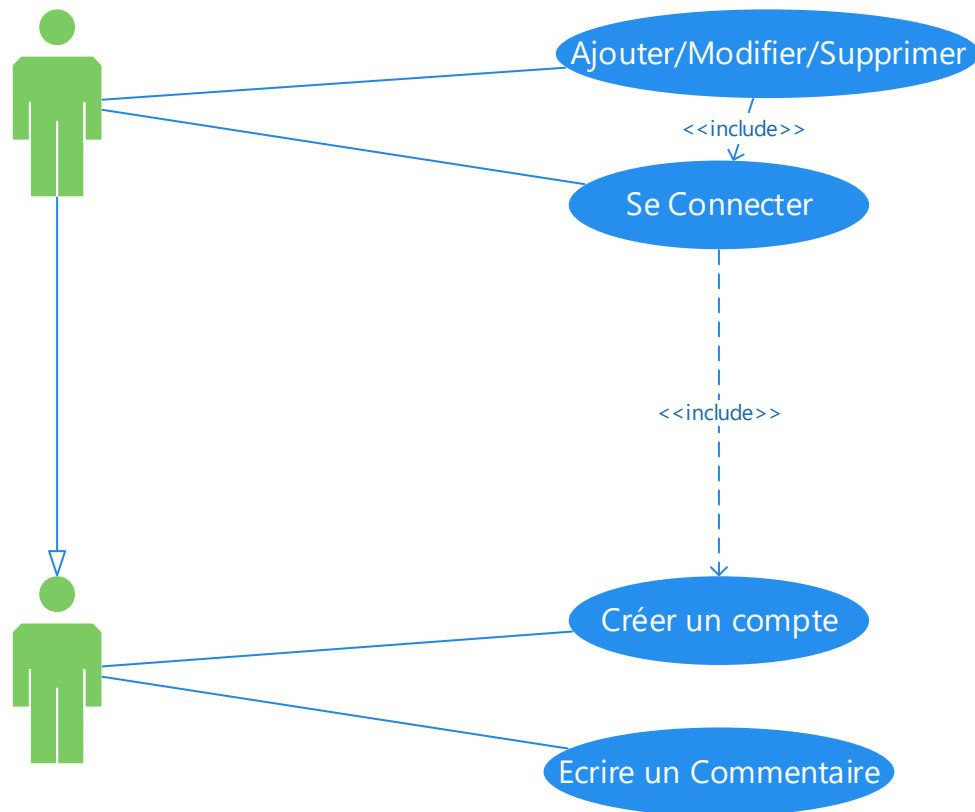 Ajouter/Modifier/Supprimer
<<include>>
Se Connecter
<<include>>
Créer un compte
Ecrire un Commentaire